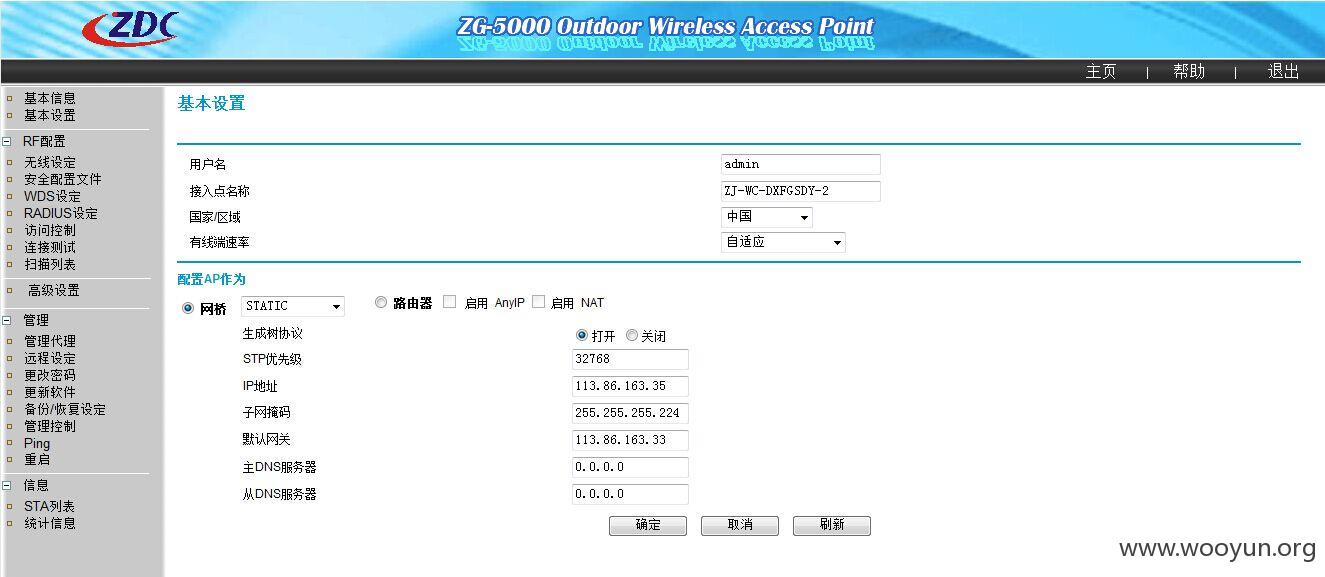 ZDC
ZG-5000 Outdoor Wireless Access Point
主页 | 帮助 | 退出
基本信息
基本设置
RF配置
无线设定
安全配置文件
WDS设定
RADIUS设定
访问控制
连接测试
扫描列表
高级设置
管理
管理代理
远程设定
更改密码
更新软件
备份/恢复设定
管理控制
Ping
重启
信息
STA列表
统计信息
基本设置
用户名 admin
接入点名称 ZJ-WC-DXFGSDY-2
国家/区域 中国
有线端速率 自适应
配置AP作为
网桥 STATIC 路由器 启用 AnyIP 启用 NAT
生成树协议 打开 关闭
STP优先级 32768
IP地址 113.86.163.35
子网掩码 255.255.255.224
默认网关 113.86.163.33
主DNS服务器 0.0.0.0
从DNS服务器 0.0.0.0
确定 取消 刷新
www.wooyun.org